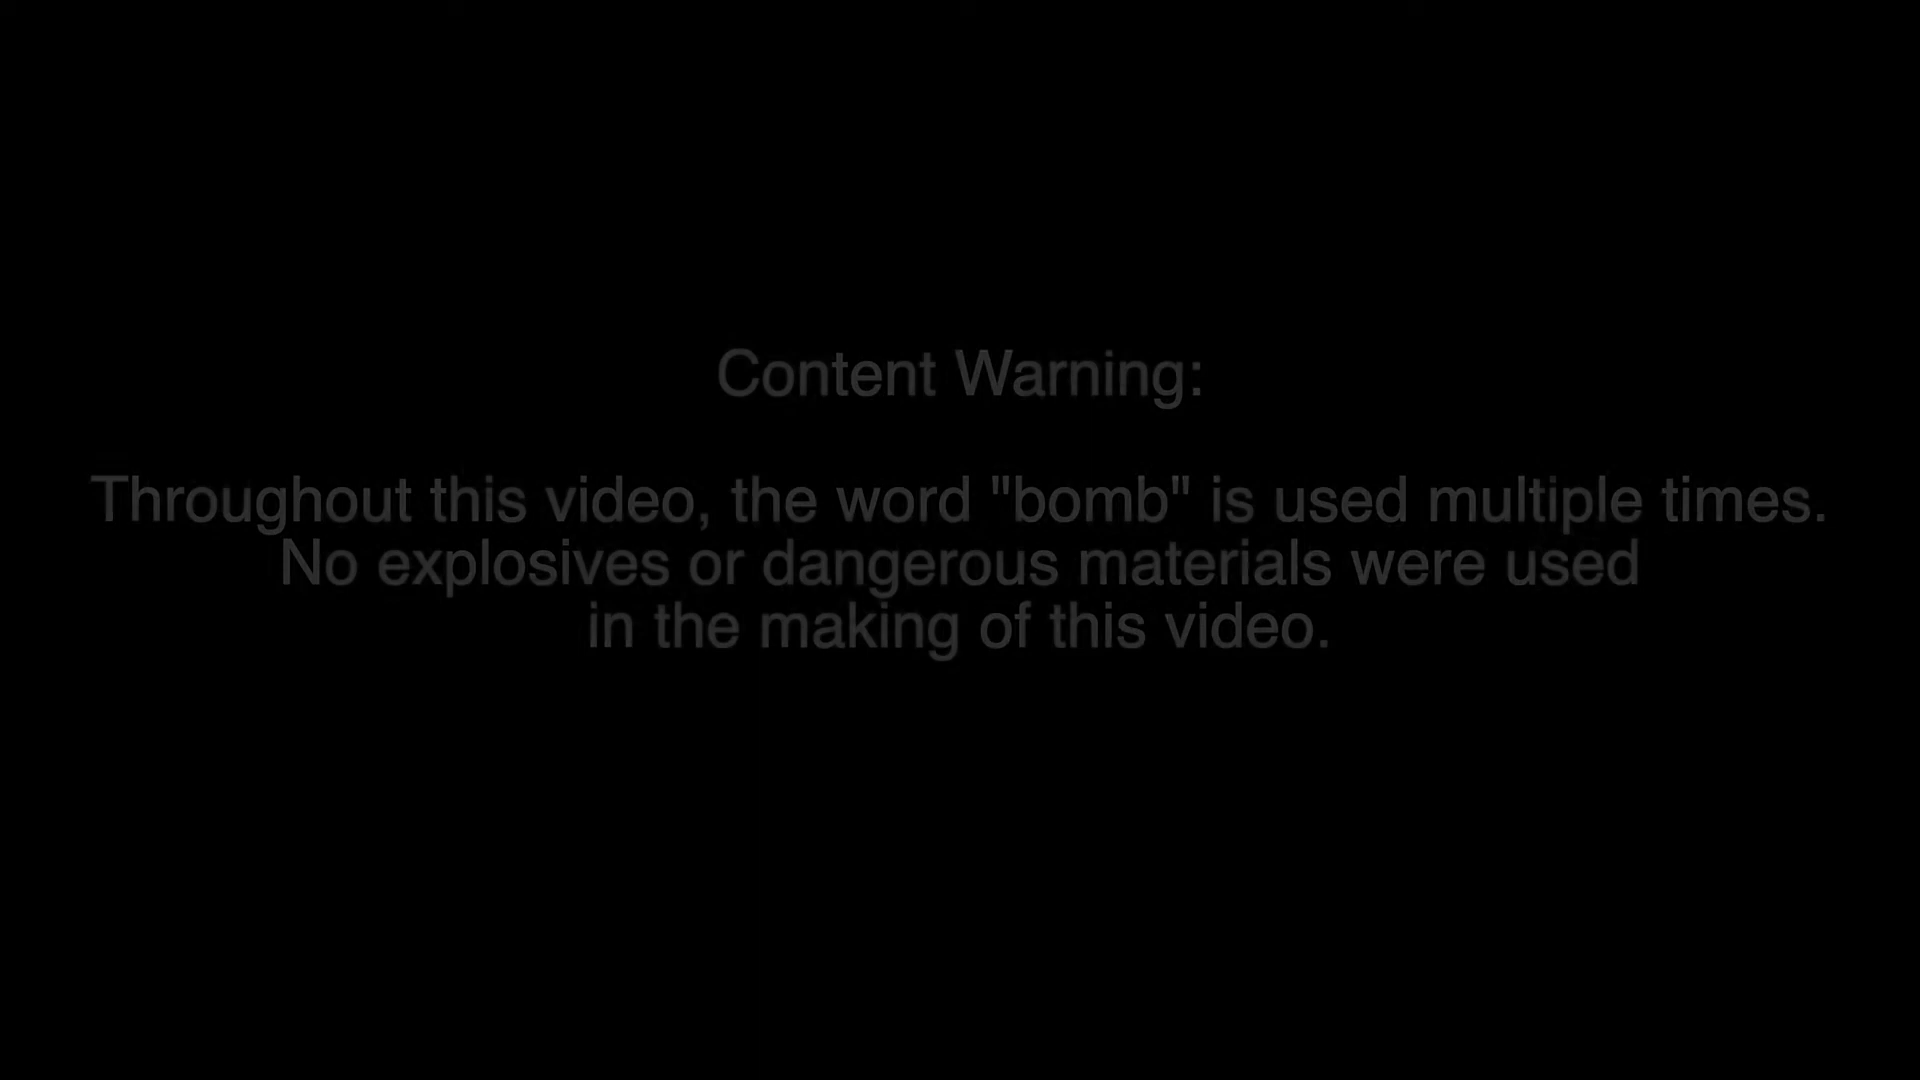 Content Warning:
Throughout this video, the word "bomb" is used multiple times.
No explosives or dangerous materials were used
in the making of this video.